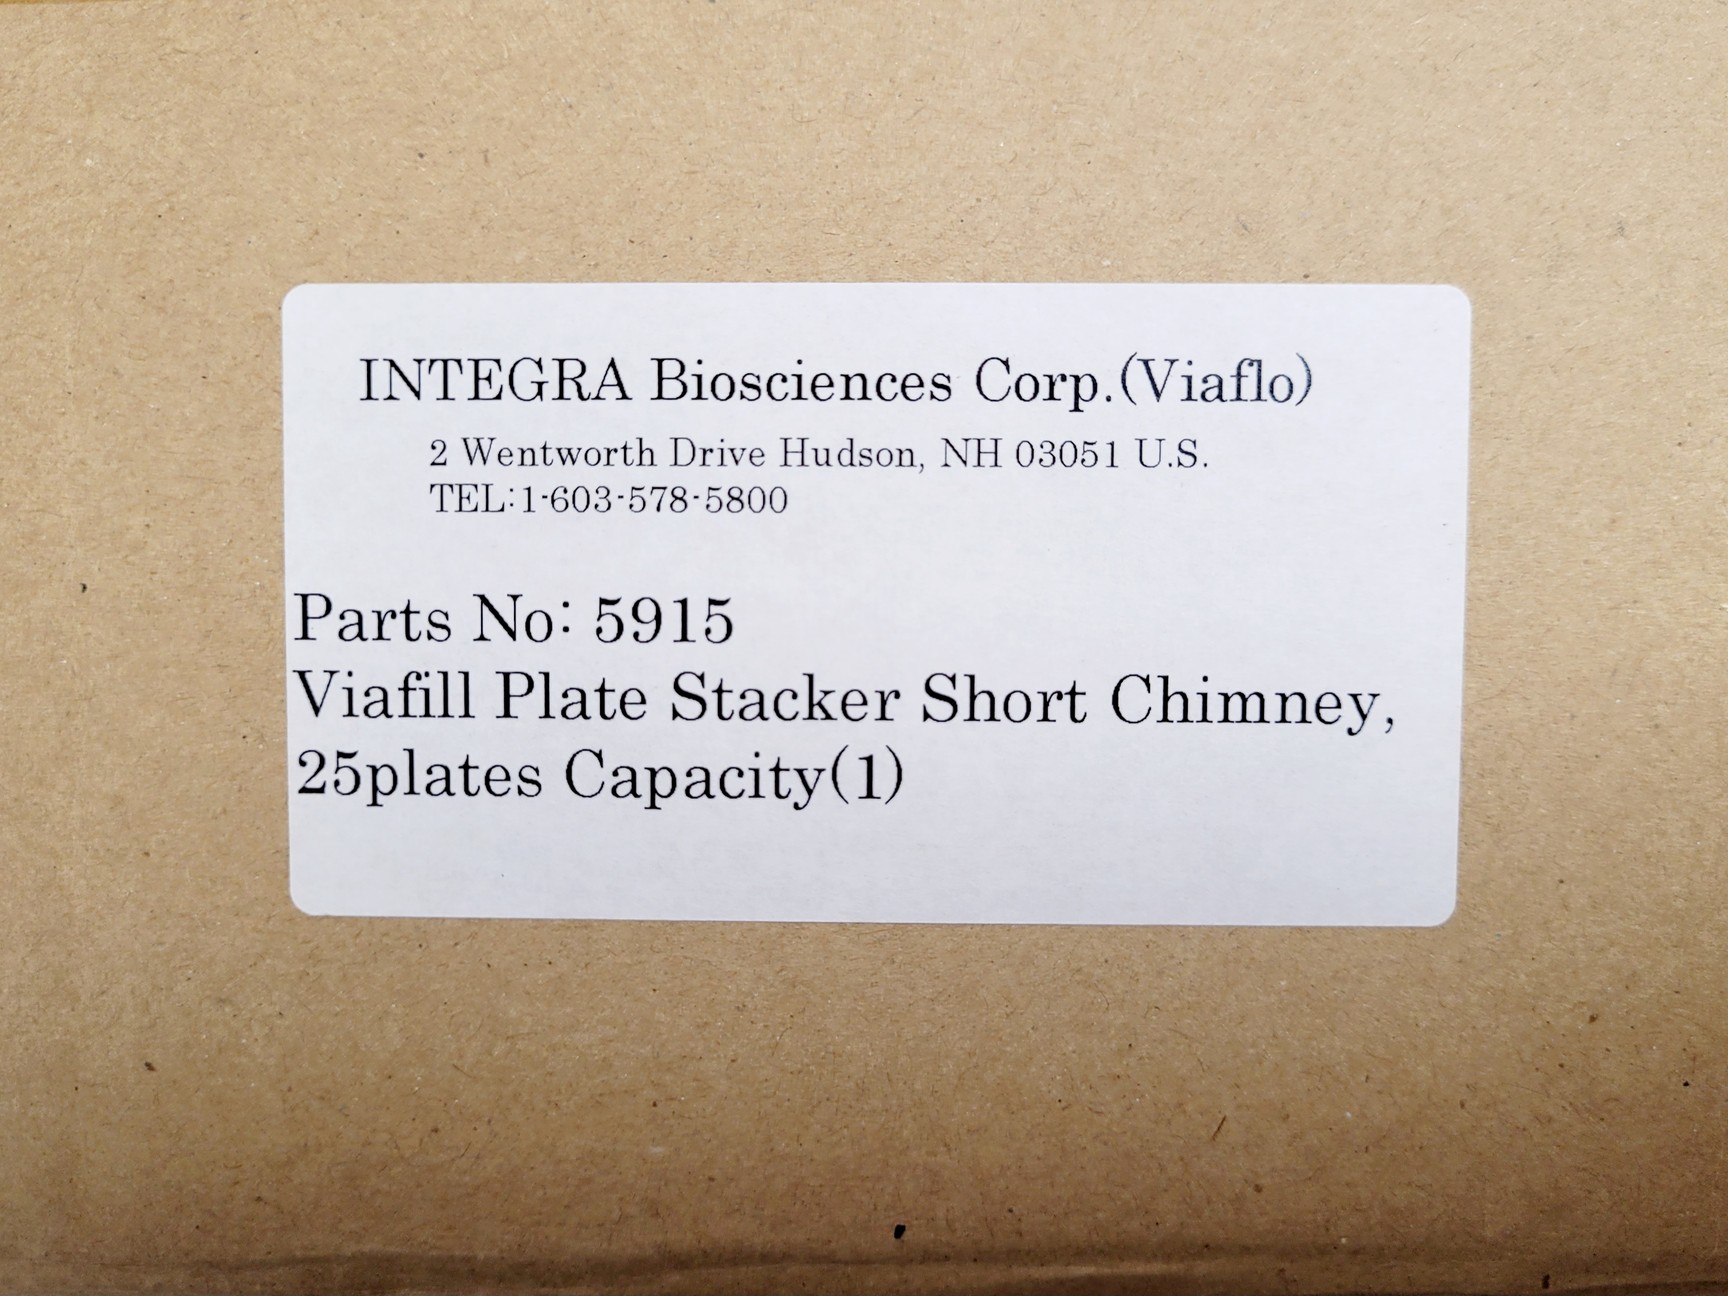 INTEGRA Biosciences Corp.(Viaflo)
2 Wentworth Drive Hudson, NH 03051 U.S.
TEL:1-603-578-5800
Parts No: 5915
Viafill Plate Stacker Short Chimney,
25plates Capacity(1)